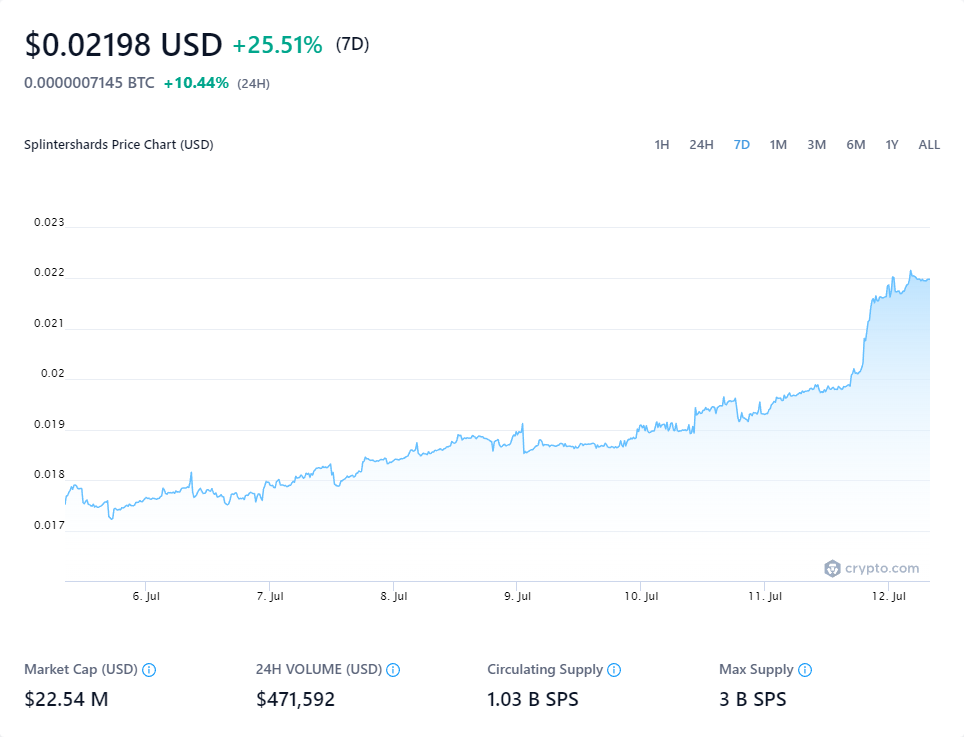 $0.02198 USD +25.51% (7D)
0.0000007145 BTC +10.44% (24H)
Splintershards Price Chart (USD)
1H 24H 7D 1M 3M 6M 1Y ALL
0.023
0.022
0.021
0.02
0.019
0.018
0.017
crypto.com
6. Jul 7. Jul 8. Jul 9. Jul 10. Jul 11. Jul 12. Jul
Market Cap (USD) 24H VOLUME (USD) Circulating Supply Max Supply
$22.54 M $471,592 1.03 B SPS 3 B SPS